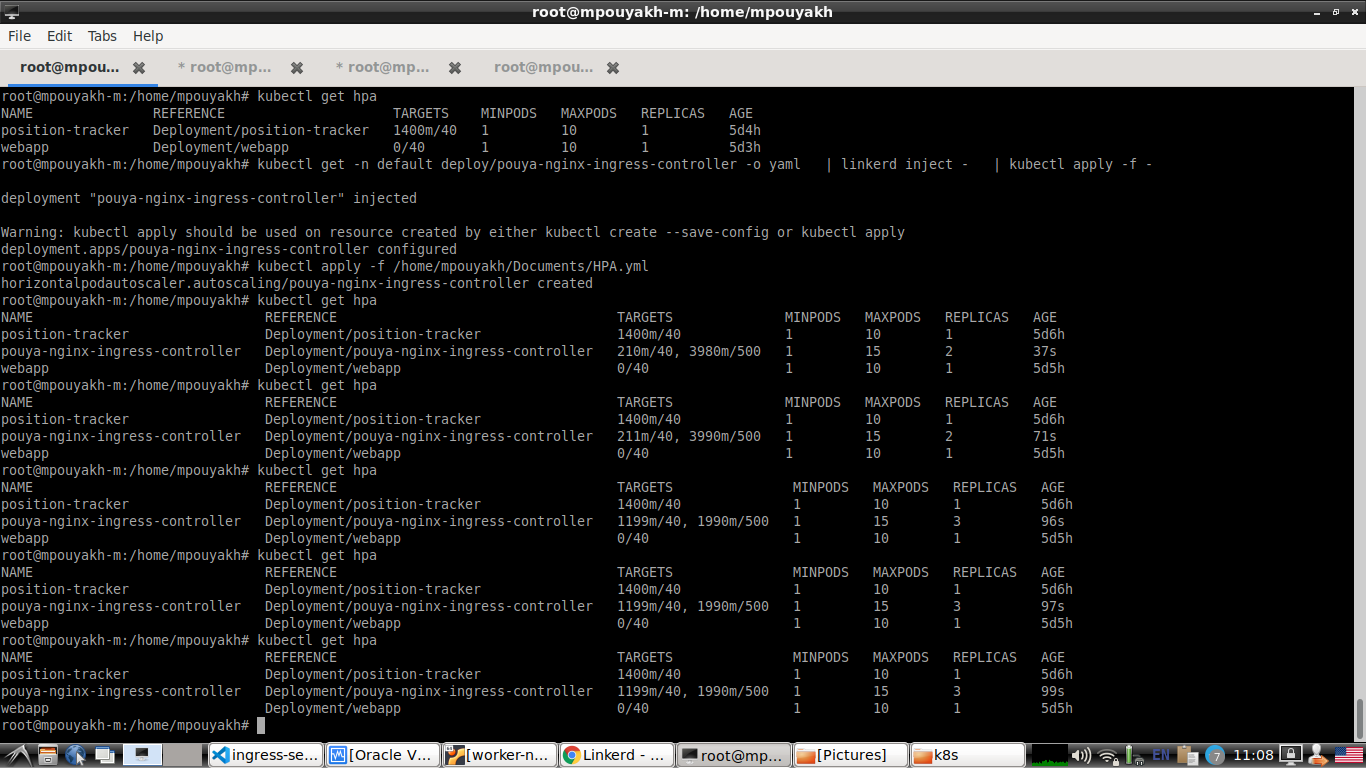 root@mpouyakh-m: /home/mpouyakh
File Edit Tabs Help
root@mpou... * root@mp... * root@mp... root@mpou...
root@mpouyakh-m:/home/mpouyakh# kubectl get hpa
NAME REFERENCE TARGETS MINPODS MAXPODS REPLICAS AGE
position-tracker Deployment/position-tracker 1400m/40 1 10 1 5d4h
webapp Deployment/webapp 0/40 1 10 1 5d3h
root@mpouyakh-m:/home/mpouyakh# kubectl get -n default deploy/pouya-nginx-ingress-controller -o yaml | linkerd inject - | kubectl apply -f -
deployment "pouya-nginx-ingress-controller" injected
Warning: kubectl apply should be used on resource created by either kubectl create --save-config or kubectl apply
deployment.apps/pouya-nginx-ingress-controller configured
root@mpouyakh-m:/home/mpouyakh# kubectl apply -f /home/mpouyakh/Documents/HPA.yml
horizontalpodautoscaler.autoscaling/pouya-nginx-ingress-controller created
root@mpouyakh-m:/home/mpouyakh# kubectl get hpa
NAME REFERENCE TARGETS MINPODS MAXPODS REPLICAS AGE
position-tracker Deployment/position-tracker 1400m/40 1 10 1 5d6h
pouya-nginx-ingress-controller Deployment/pouya-nginx-ingress-controller 210m/40, 3980m/500 1 15 2 37s
webapp Deployment/webapp 0/40 1 10 1 5d5h
root@mpouyakh-m:/home/mpouyakh# kubectl get hpa
NAME REFERENCE TARGETS MINPODS MAXPODS REPLICAS AGE
position-tracker Deployment/position-tracker 1400m/40 1 10 1 5d6h
pouya-nginx-ingress-controller Deployment/pouya-nginx-ingress-controller 211m/40, 3990m/500 1 15 2 71s
webapp Deployment/webapp 0/40 1 10 1 5d5h
root@mpouyakh-m:/home/mpouyakh# kubectl get hpa
NAME REFERENCE TARGETS MINPODS MAXPODS REPLICAS AGE
position-tracker Deployment/position-tracker 1400m/40 1 10 1 5d6h
pouya-nginx-ingress-controller Deployment/pouya-nginx-ingress-controller 1199m/40, 1990m/500 1 15 3 96s
webapp Deployment/webapp 0/40 1 10 1 5d5h
root@mpouyakh-m:/home/mpouyakh# kubectl get hpa
NAME REFERENCE TARGETS MINPODS MAXPODS REPLICAS AGE
position-tracker Deployment/position-tracker 1400m/40 1 10 1 5d6h
pouya-nginx-ingress-controller Deployment/pouya-nginx-ingress-controller 1199m/40, 1990m/500 1 15 3 97s
webapp Deployment/webapp 0/40 1 10 1 5d5h
root@mpouyakh-m:/home/mpouyakh# kubectl get hpa
NAME REFERENCE TARGETS MINPODS MAXPODS REPLICAS AGE
position-tracker Deployment/position-tracker 1400m/40 1 10 1 5d6h
pouya-nginx-ingress-controller Deployment/pouya-nginx-ingress-controller 1199m/40, 1990m/500 1 15 3 99s
webapp Deployment/webapp 0/40 1 10 1 5d5h
root@mpouyakh-m:/home/mpouyakh#
ingress-se... [Oracle V... [worker-n... Linkerd - ... root@mp... [Pictures] k8s EN 7 11:08